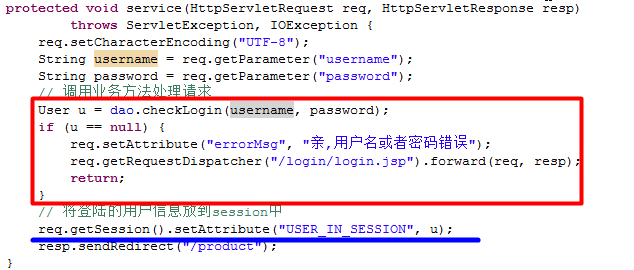 protected void service(HttpServletRequest req, HttpServletResponse resp)
throws ServletException, IOException {
req.setCharacterEncoding("UTF-8");
String username = req.getParameter("username");
String password = req.getParameter("password");
// 调用业务方法处理请求
User u = dao.checkLogin(username, password);
if (u == null) {
req.setAttribute("errorMsg", "亲,用户名或者密码错误");
req.getRequestDispatcher("/login/login.jsp").forward(req, resp);
return;
}
// 将登陆的用户信息放到session中
req.getSession().setAttribute("USER_IN_SESSION", u);
resp.sendRedirect("/product");
}